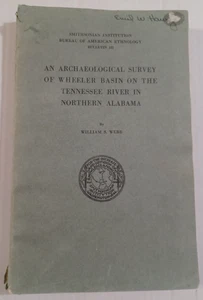 SMITHSONIAN INSTITUTION
BUREAU OF AMERICAN ETHNOLOGY
BULLETIN
AN ARCHAEOLOGICAL SURVEY
OF WHEELER BASIN ON THE
TENNESSEE RIVER IN
NORTHERN ALABAMA
By
WILLIAM S. WEBB